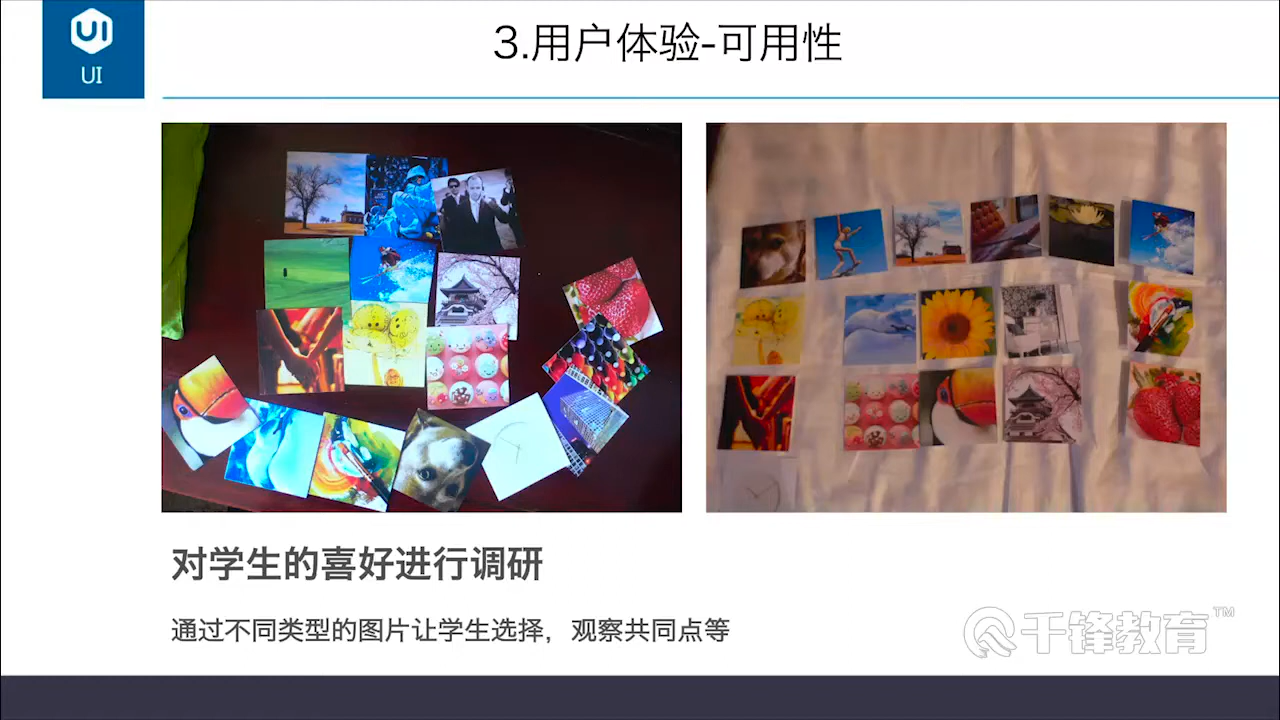 UI
UI
3.用户体验-可用性
对学生的喜好进行调研
通过不同类型的图片让学生选择，观察共同点等
千锋教育™